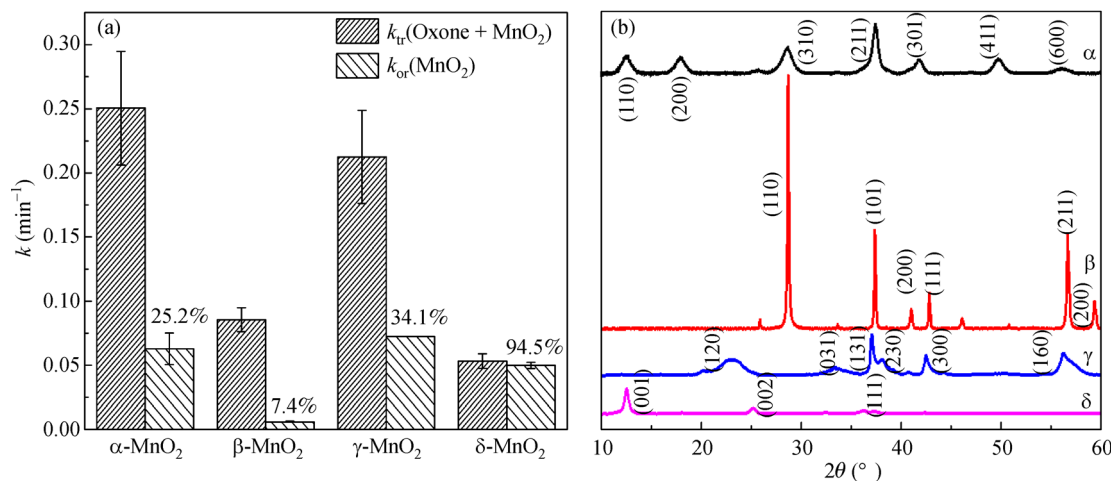 (a)
k_tr(Oxone + MnO₂)
k_or(MnO₂)
k (min⁻¹)
0.30
0.25
0.20
0.15
0.10
0.05
0.00
25.2%
7.4%
34.1%
94.5%
α-MnO₂
β-MnO₂
γ-MnO₂
δ-MnO₂
(b)
(110)
(200)
(310)
(211)
(301)
(411)
(600)
α
(110)
(101)
(200)
(111)
(211)
(200)
β
(120)
(031)
(131)
(230)
(300)
(160)
γ
(001)
(002)
(111)
δ
10
20
30
40
50
60
2θ (°)